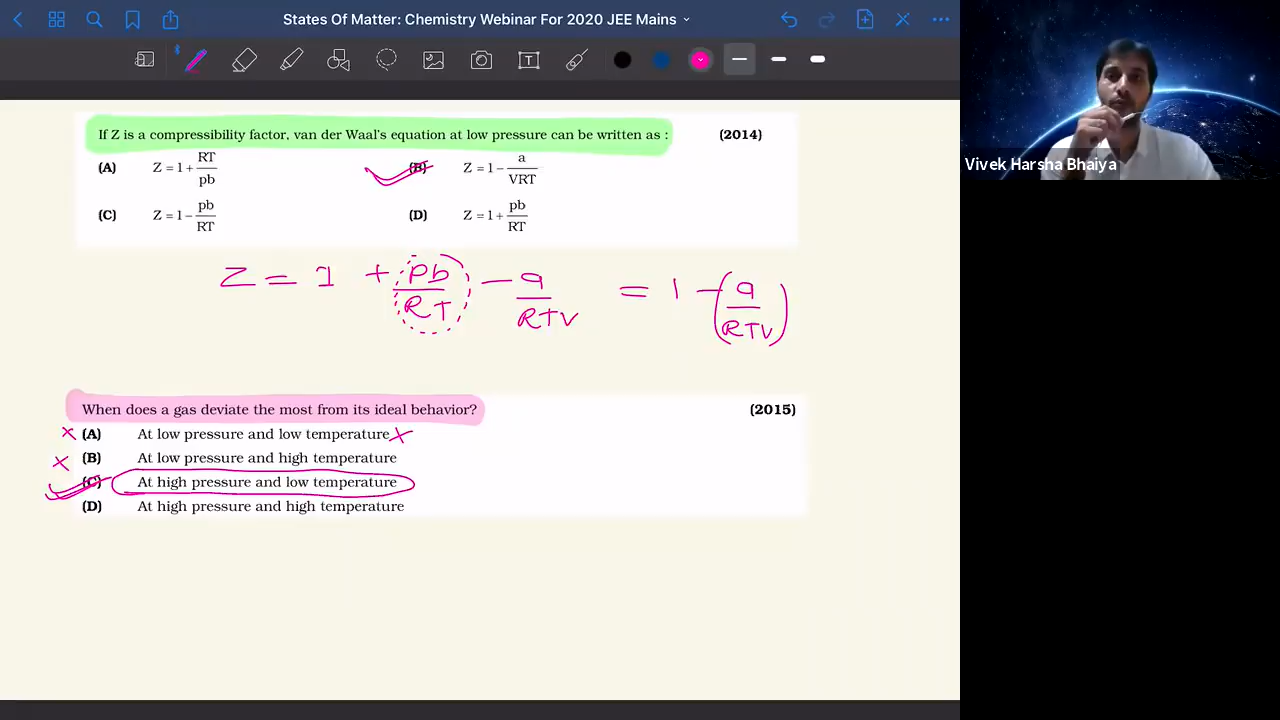 States Of Matter: Chemistry Webinar For 2020 JEE Mains
T
Vivek Harsha Bhaiya
If Z is a compressibility factor, van der Waal's equation at low pressure can be written as : (2014)
(A) Z = 1 + RT/pb (B) Z = 1 − a/VRT
(C) Z = 1 − pb/RT (D) Z = 1 + pb/RT
Z = 1 + pb/RT − a/RTV = 1 − (a/RTV)
When does a gas deviate the most from its ideal behavior? (2015)
(A) At low pressure and low temperature
(B) At low pressure and high temperature
(C) At high pressure and low temperature
(D) At high pressure and high temperature